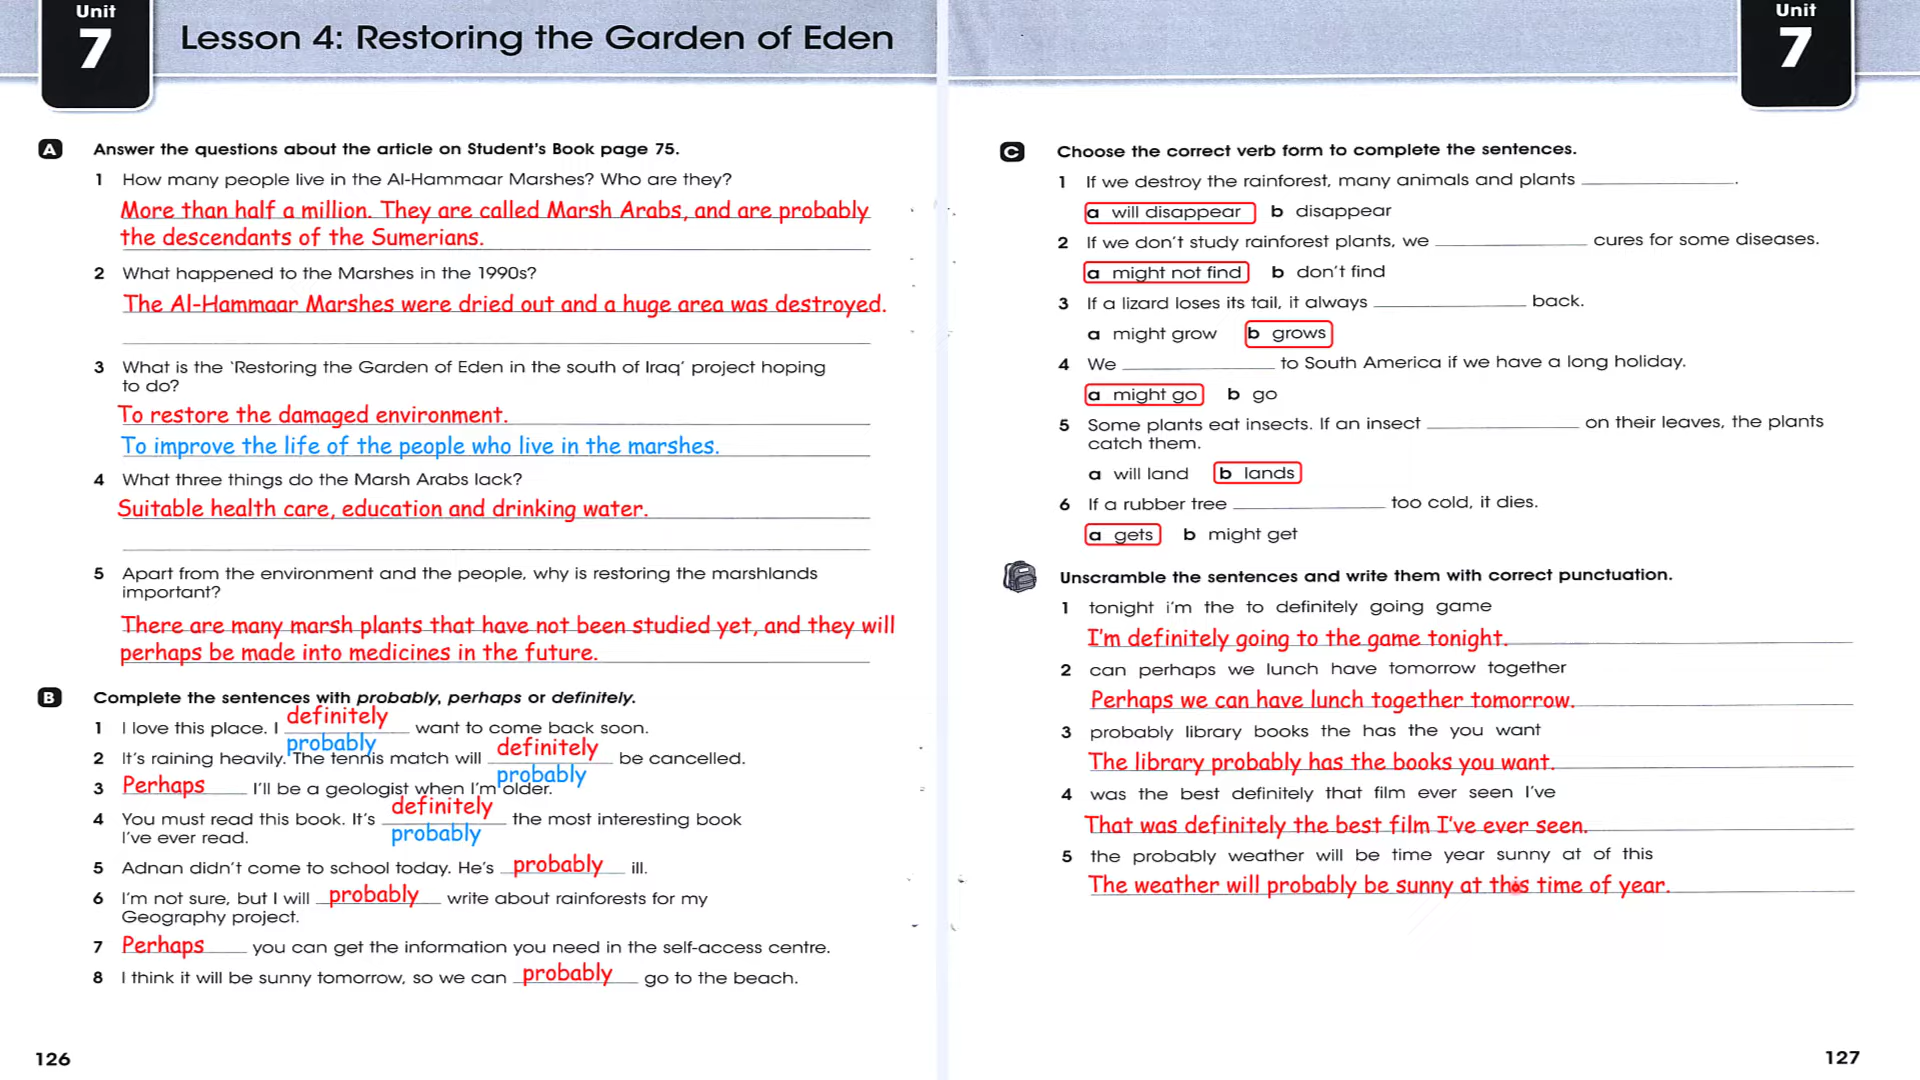 Unit
7
Lesson 4: Restoring the Garden of Eden
A Answer the questions about the article on Student's Book page 75.
1 How many people live in the Al-Hammaar Marshes? Who are they?
More than half a million. They are called Marsh Arabs, and are probably
the descendants of the Sumerians.
2 What happened to the Marshes in the 1990s?
The Al-Hammaar Marshes were dried out and a huge area was destroyed.
3 What is the 'Restoring the Garden of Eden in the south of Iraq' project hoping
to do?
To restore the damaged environment.
To improve the life of the people who live in the marshes.
4 What three things do the Marsh Arabs lack?
Suitable health care, education and drinking water.
5 Apart from the environment and the people, why is restoring the marshlands
important?
There are many marsh plants that have not been studied yet, and they will
perhaps be made into medicines in the future.
B Complete the sentences with probably, perhaps or definitely.
1 I love this place. I definitely want to come back soon.
probably
2 It's raining heavily. The tennis match will definitely be cancelled.
probably
3 Perhaps I'll be a geologist when I'm older.
4 You must read this book. It's definitely the most interesting book
probably
I've ever read.
5 Adnan didn't come to school today. He's probably ill.
6 I'm not sure, but I will probably write about rainforests for my
Geography project.
7 Perhaps you can get the information you need in the self-access centre.
8 I think it will be sunny tomorrow, so we can probably go to the beach.
126
Unit
7
C Choose the correct verb form to complete the sentences.
1 If we destroy the rainforest, many animals and plants ____________.
a will disappear b disappear
2 If we don't study rainforest plants, we ____________ cures for some diseases.
a might not find b don't find
3 If a lizard loses its tail, it always ____________ back.
a might grow b grows
4 We ____________ to South America if we have a long holiday.
a might go b go
5 Some plants eat insects. If an insect ____________ on their leaves, the plants
catch them.
a will land b lands
6 If a rubber tree ____________ too cold, it dies.
a gets b might get
Unscramble the sentences and write them with correct punctuation.
1 tonight i'm the to definitely going game
I'm definitely going to the game tonight.
2 can perhaps we lunch have tomorrow together
Perhaps we can have lunch together tomorrow.
3 probably library books the has the you want
The library probably has the books you want.
4 was the best definitely that film ever seen I've
That was definitely the best film I've ever seen.
5 the probably weather will be time year sunny at of this
The weather will probably be sunny at this time of year.
127